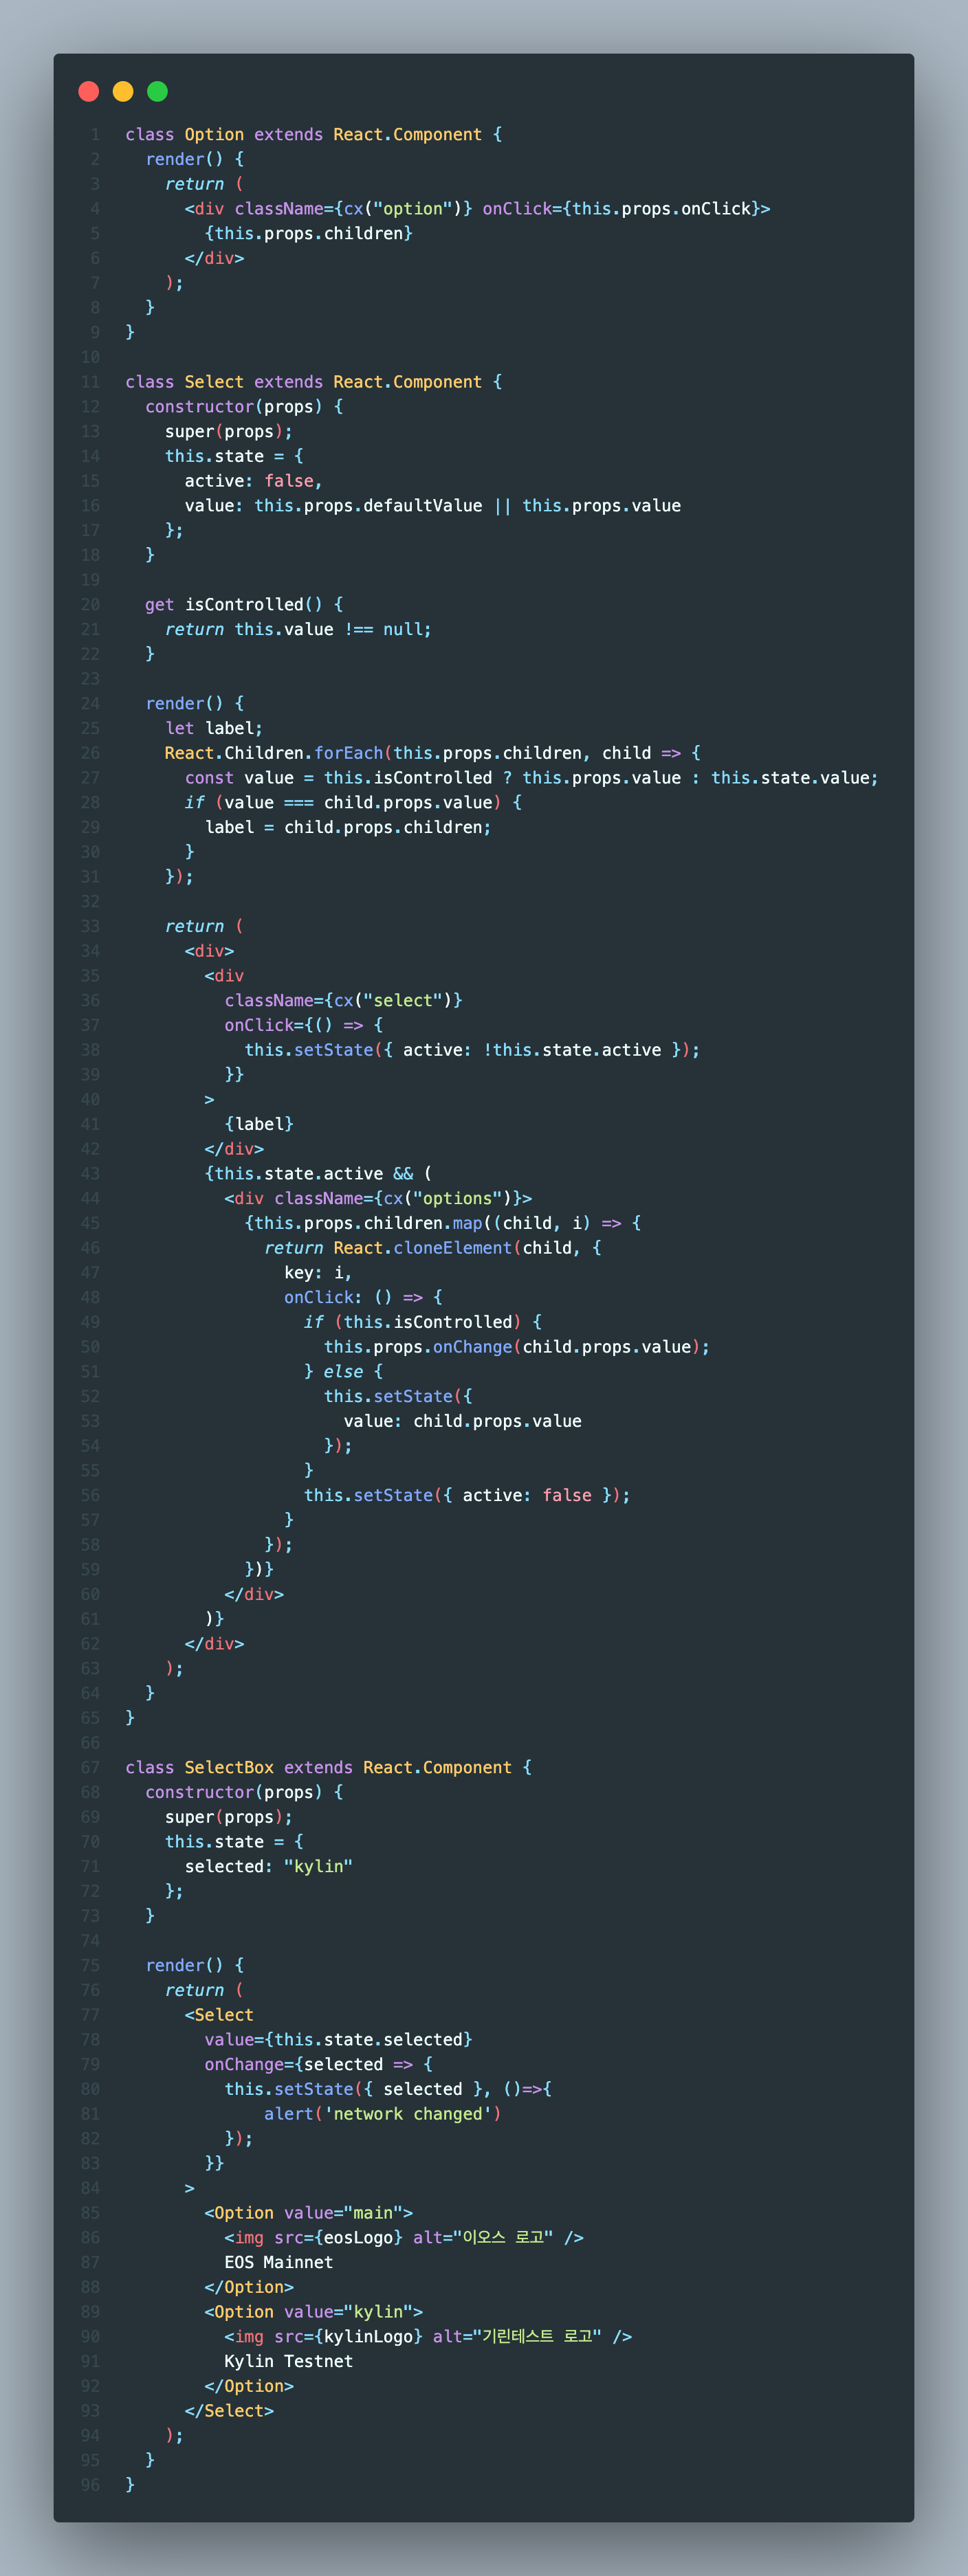 1 class Option extends React.Component {
2   render() {
3     return (
4       <div className={cx("option")} onClick={this.props.onClick}>
5         {this.props.children}
6       </div>
7     );
8   }
9 }
10
11 class Select extends React.Component {
12   constructor(props) {
13     super(props);
14     this.state = {
15       active: false,
16       value: this.props.defaultValue || this.props.value
17     };
18   }
19
20   get isControlled() {
21     return this.value !== null;
22   }
23
24   render() {
25     let label;
26     React.Children.forEach(this.props.children, child => {
27       const value = this.isControlled ? this.props.value : this.state.value;
28       if (value === child.props.value) {
29         label = child.props.children;
30       }
31     });
32
33     return (
34       <div>
35         <div
36           className={cx("select")}
37           onClick={() => {
38             this.setState({ active: !this.state.active });
39           }}
40         >
41           {label}
42         </div>
43         {this.state.active && (
44           <div className={cx("options")}>
45             {this.props.children.map((child, i) => {
46               return React.cloneElement(child, {
47                 key: i,
48                 onClick: () => {
49                   if (this.isControlled) {
50                     this.props.onChange(child.props.value);
51                   } else {
52                     this.setState({
53                       value: child.props.value
54                     });
55                   }
56                   this.setState({ active: false });
57                 }
58               });
59             })}
60           </div>
61         )}
62       </div>
63     );
64   }
65 }
66
67 class SelectBox extends React.Component {
68   constructor(props) {
69     super(props);
70     this.state = {
71       selected: "kylin"
72     };
73   }
74
75   render() {
76     return (
77       <Select
78         value={this.state.selected}
79         onChange={selected => {
80           this.setState({ selected }, ()=>{
81               alert('network changed')
82           });
83         }}
84       >
85         <Option value="main">
86           <img src={eosLogo} alt="이오스 로고" />
87           EOS Mainnet
88         </Option>
89         <Option value="kylin">
90           <img src={kylinLogo} alt="기린테스트 로고" />
91           Kylin Testnet
92         </Option>
93       </Select>
94     );
95   }
96 }